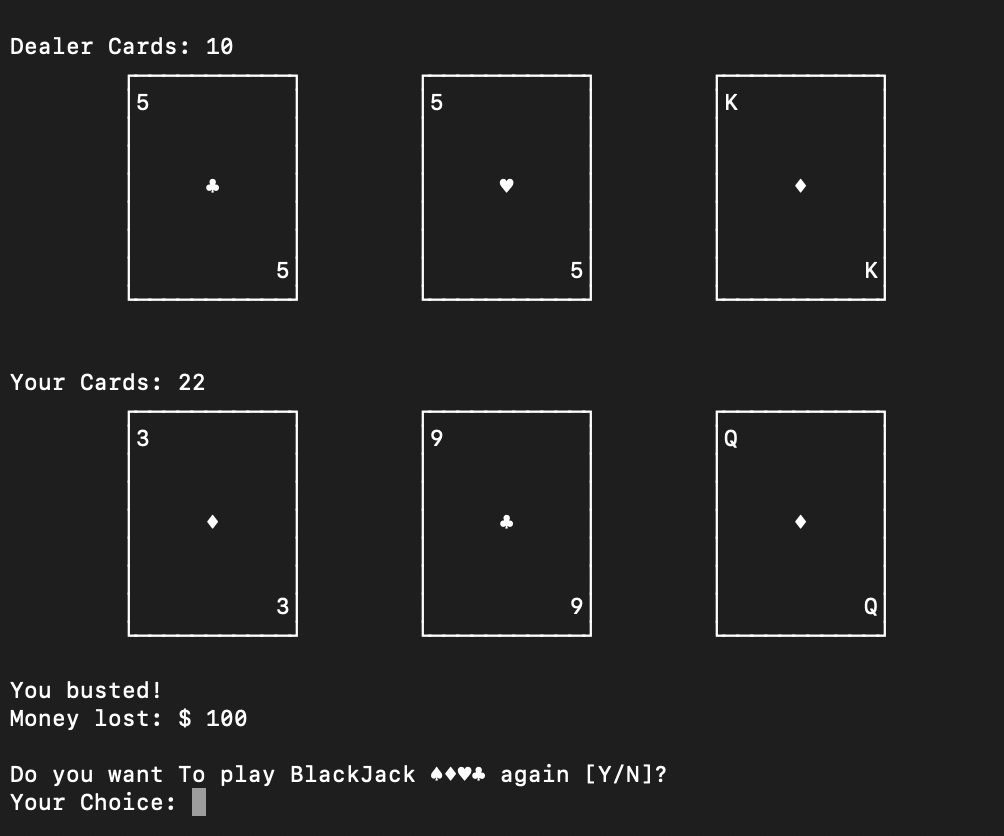 Dealer Cards: 10
5 5 K
♣ ♥ ♦
5 5 K
Your Cards: 22
3 9 Q
♦ ♣ ♦
3 9 Q
You busted!
Money lost: $ 100
Do you want To play BlackJack ♠♦♥♣ again [Y/N]?
Your Choice: